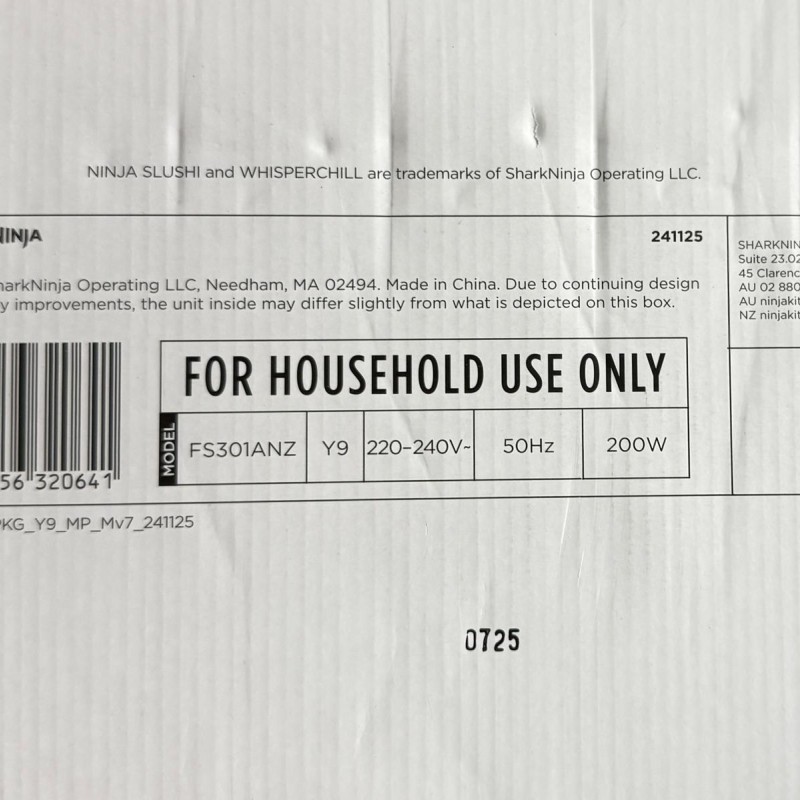 NINJA SLUSHI and WHISPERCHILL are trademarks of SharkNinja Operating LLC.
NINJA
241125
SHARKNIN
Suite 23.02
45 Clarenc
AU 02 880
AU ninjakit
NZ ninjakit
harkNinja Operating LLC, Needham, MA 02494. Made in China. Due to continuing design
y improvements, the unit inside may differ slightly from what is depicted on this box.
FOR HOUSEHOLD USE ONLY
MODEL
FS301ANZ Y9 220-240V~ 50Hz 200W
56 320641
PKG_Y9_MP_Mv7_241125
0725